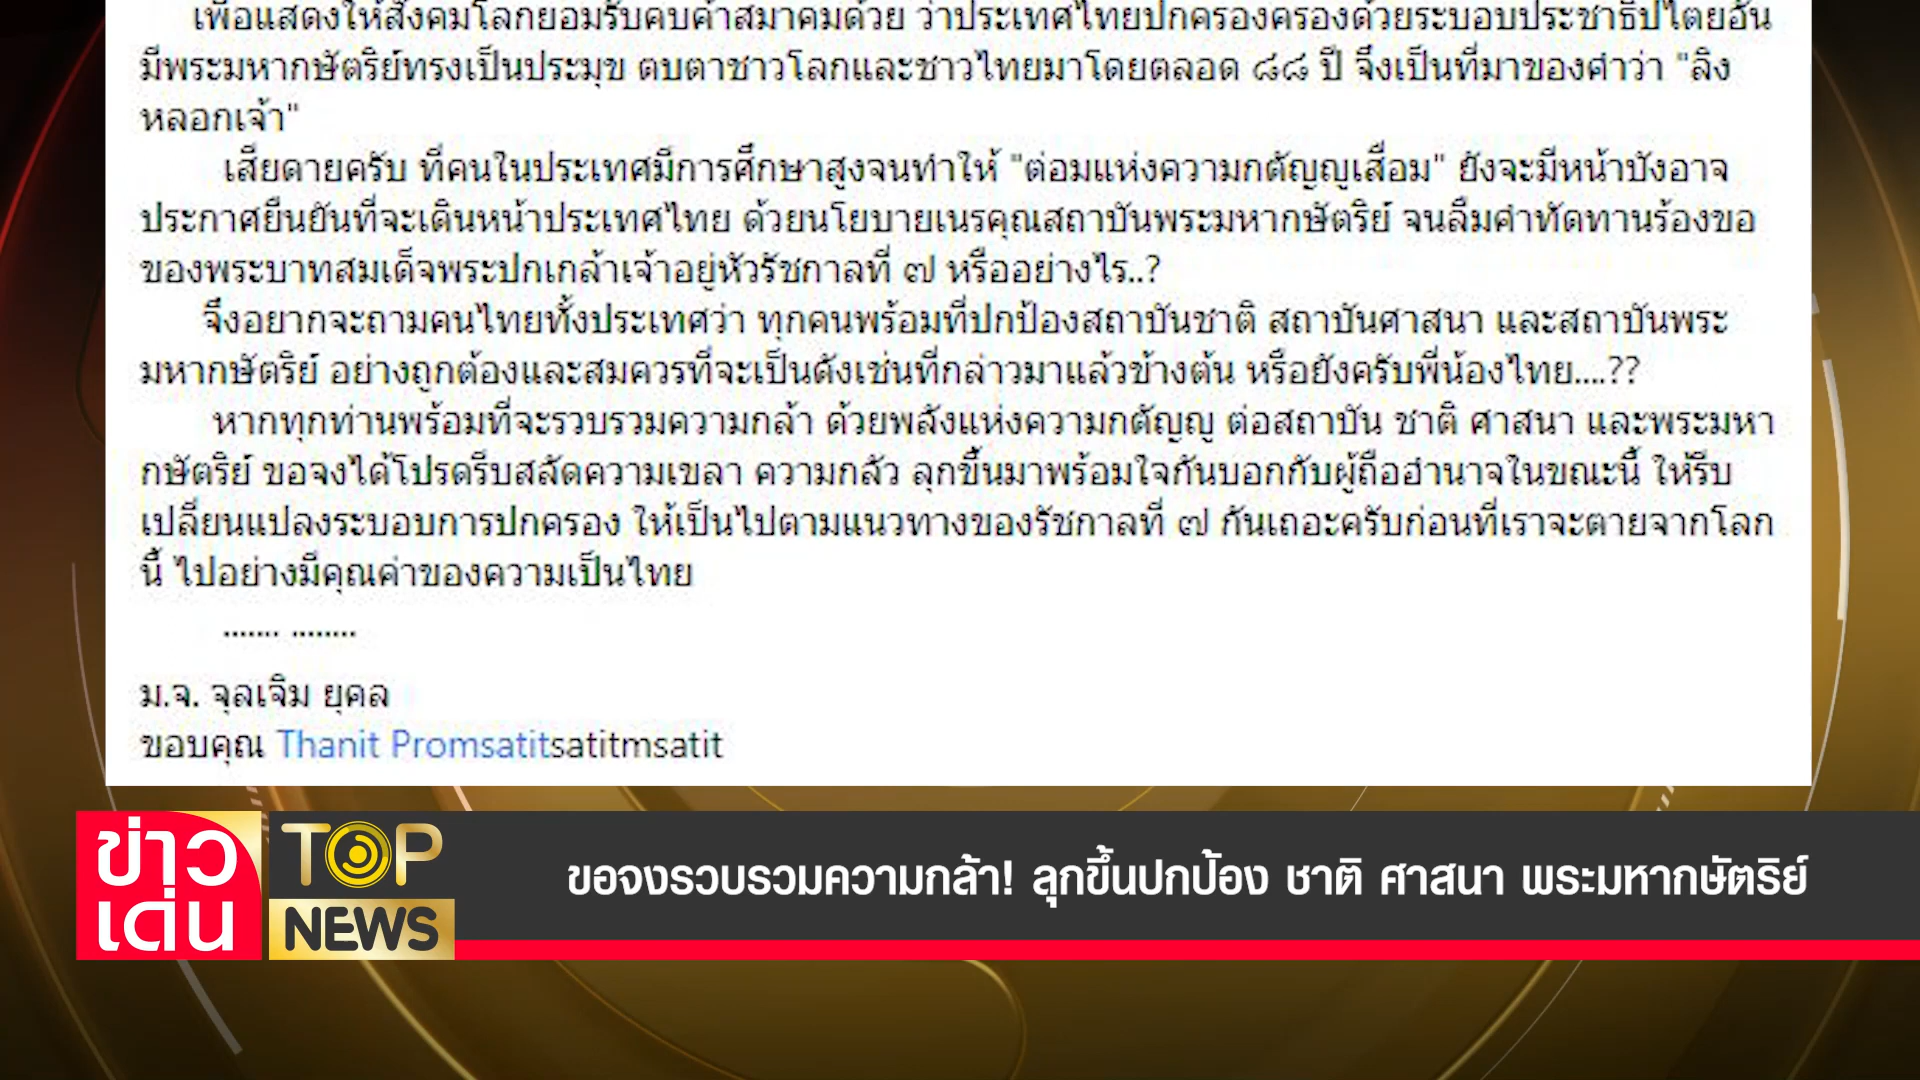 เพื่อแสดงให้สังคมโลกยอมรับคบค้าสมาคมด้วย ว่าประเทศไทยปกครองครองด้วยระบอบประชาธิปไตยอัน
มีพระมหากษัตริย์ทรงเป็นประมุข ตบตาชาวโลกและชาวไทยมาโดยตลอด ๘๘ ปี จึงเป็นที่มาของคำว่า "ลิง
หลอกเจ้า"
เสียดายครับ ที่คนในประเทศมีการศึกษาสูงจนทำให้ "ต่อมแห่งความกตัญญูเสื่อม" ยังจะมีหน้าบังอาจ
ประกาศยืนยันที่จะเดินหน้าประเทศไทย ด้วยนโยบายเนรคุณสถาบันพระมหากษัตริย์ จนลืมคำทัดทานร้องขอ
ของพระบาทสมเด็จพระปกเกล้าเจ้าอยู่หัวรัชกาลที่ ๗ หรืออย่างไร..?
จึงอยากจะถามคนไทยทั้งประเทศว่า ทุกคนพร้อมที่ปกป้องสถาบันชาติ สถาบันศาสนา และสถาบันพระ
มหากษัตริย์ อย่างถูกต้องและสมควรที่จะเป็นดังเช่นที่กล่าวมาแล้วข้างต้น หรือยังครับพี่น้องไทย....??
หากทุกท่านพร้อมที่จะรวบรวมความกล้า ด้วยพลังแห่งความกตัญญู ต่อสถาบัน ชาติ ศาสนา และพระมหา
กษัตริย์ ขอจงได้โปรดรีบสลัดความเขลา ความกลัว ลุกขึ้นมาพร้อมใจกันบอกกับผู้ถืออำนาจในขณะนี้ ให้รีบ
เปลี่ยนแปลงระบอบการปกครอง ให้เป็นไปตามแนวทางของรัชกาลที่ ๗ กันเถอะครับก่อนที่เราจะตายจากโลก
นี้ ไปอย่างมีคุณค่าของความเป็นไทย
....... ........
ม.จ. จุลเจิม ยุคล
ขอบคุณ Thanit Promsatitsatitmsatit
ข่าว
เด่น
TOP
NEWS
ขอจงรวบรวมความกล้า! ลุกขึ้นปกป้อง ชาติ ศาสนา พระมหากษัตริย์